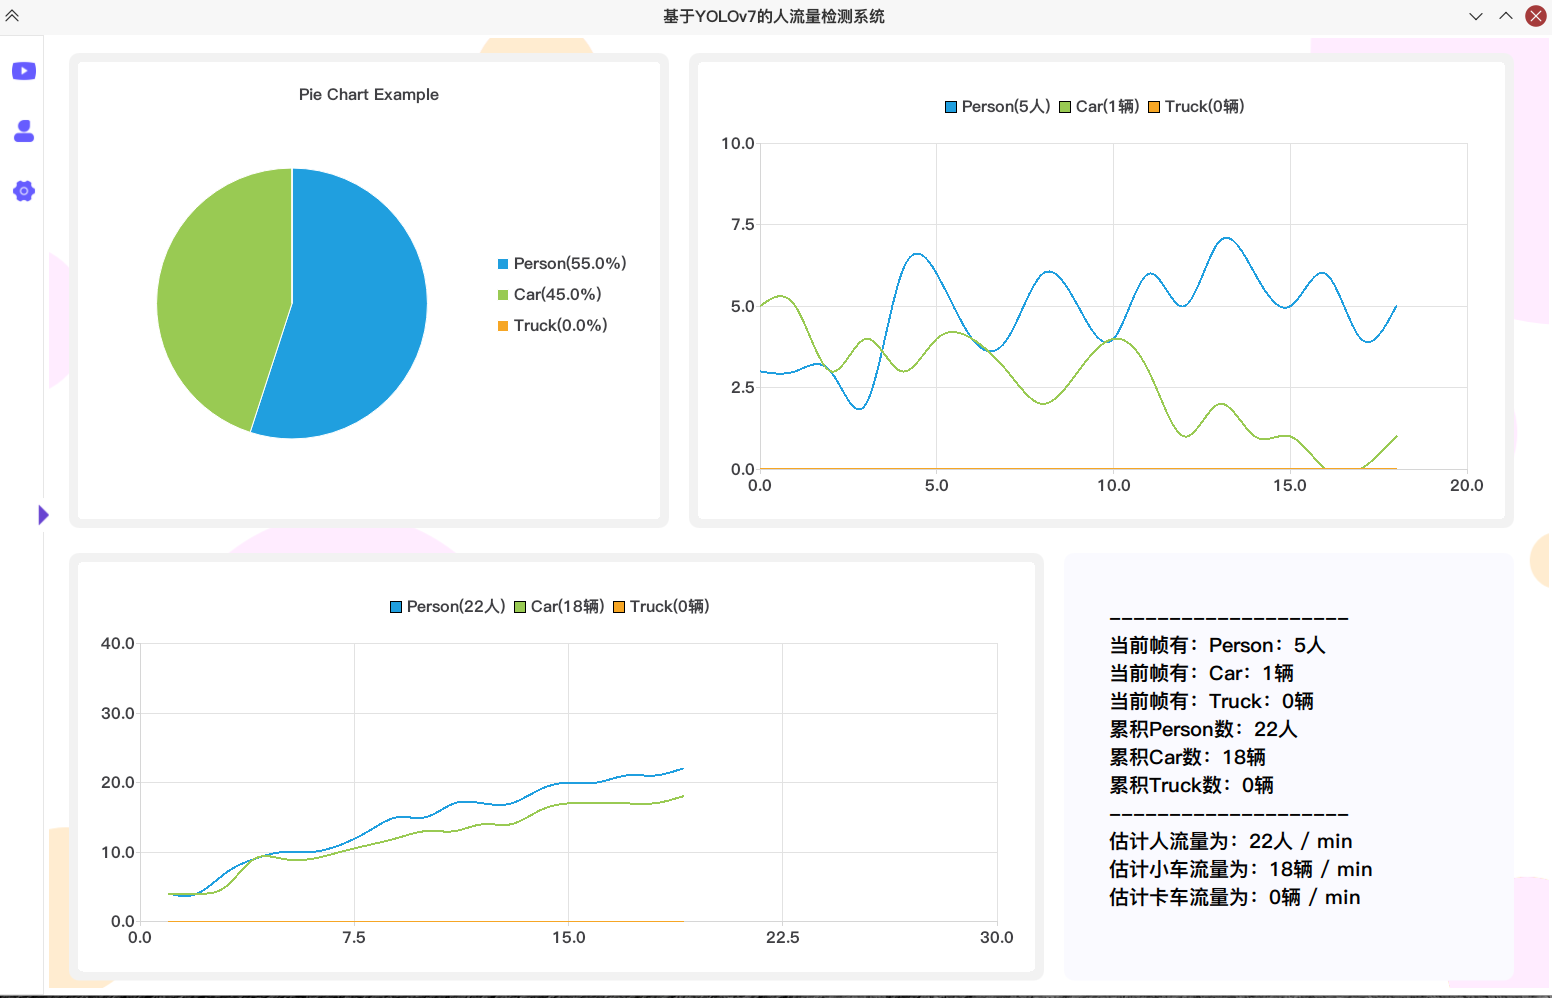 基于YOLOv7的人流量检测系统
Pie Chart Example
Person(55.0%)
Car(45.0%)
Truck(0.0%)
Person(5人) Car(1辆) Truck(0辆)
10.0
7.5
5.0
2.5
0.0
0.0 5.0 10.0 15.0 20.0
Person(22人) Car(18辆) Truck(0辆)
40.0
30.0
20.0
10.0
0.0
0.0 7.5 15.0 22.5 30.0
--------------------
当前帧有：Person：5人
当前帧有：Car：1辆
当前帧有：Truck：0辆
累积Person数：22人
累积Car数：18辆
累积Truck数：0辆
--------------------
估计人流量为：22人 / min
估计小车流量为：18辆 / min
估计卡车流量为：0辆 / min